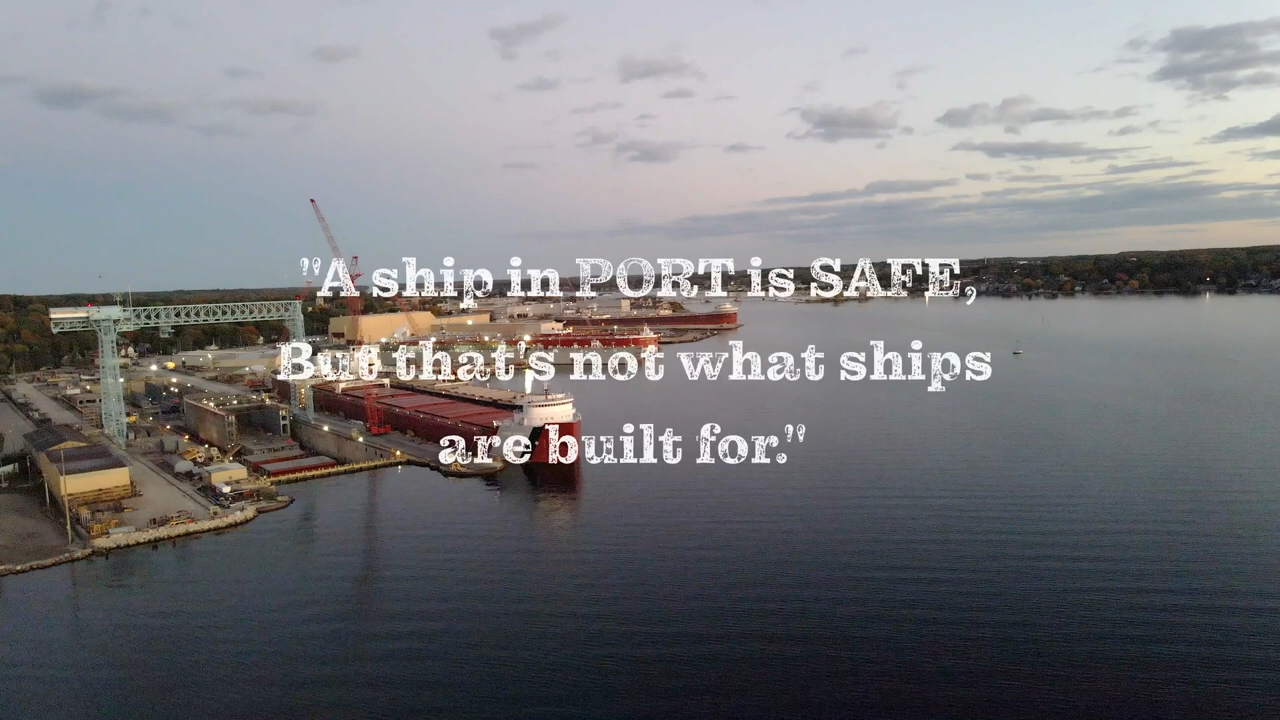 "A ship in PORT is SAFE,
But that's not what ships
are built for."